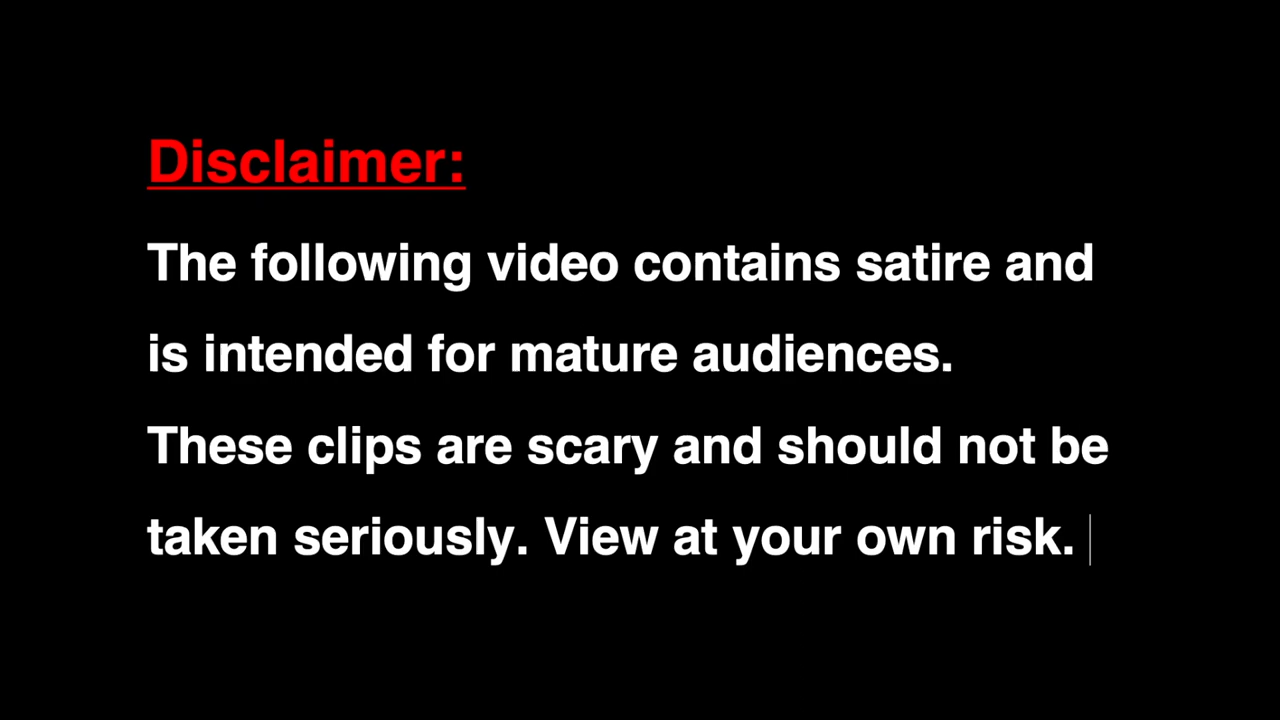 Disclaimer:
The following video contains satire and
is intended for mature audiences.
These clips are scary and should not be
taken seriously. View at your own risk.